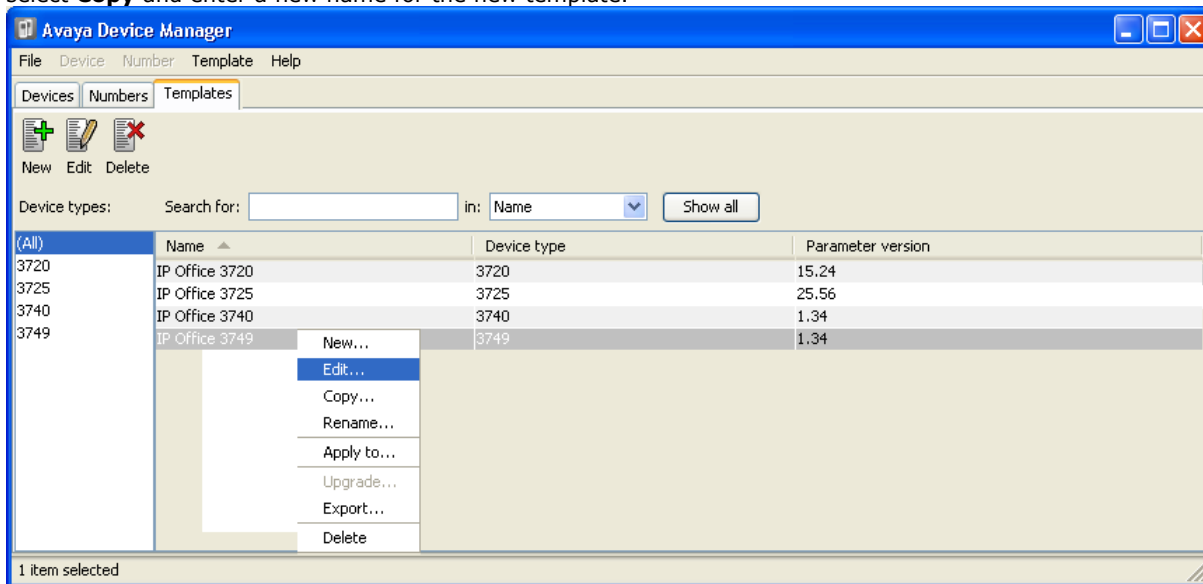 select Copy and enter a new name for the new template.
Avaya Device Manager
File Device Number Template Help
Devices Numbers Templates
New Edit Delete
Device types: Search for: in: Name Show all
(All) Name Device type Parameter version
3720 IP Office 3720 3720 15.24
3725 IP Office 3725 3725 25.56
3740 IP Office 3740 3740 1.34
3749 IP Office 3749 3749 1.34
New...
Edit...
Copy...
Rename...
Apply to...
Upgrade...
Export...
Delete
1 item selected